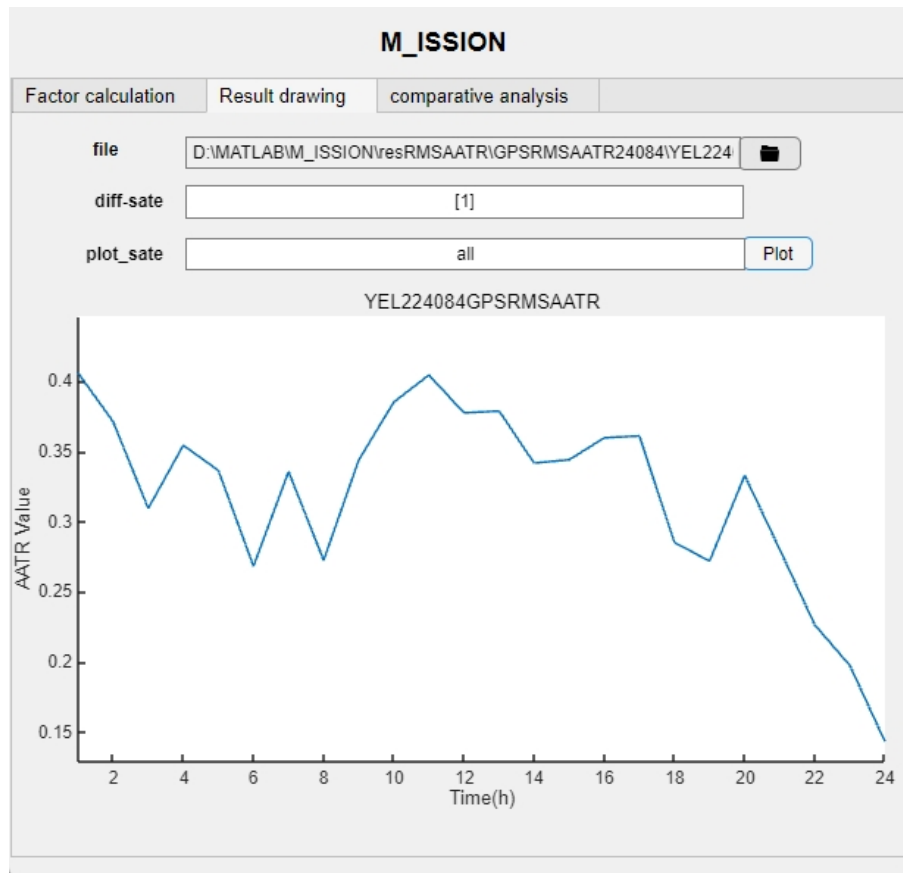 M_ISSION
Factor calculation Result drawing comparative analysis
file D:\MATLAB\M_ISSION\resRMSAATR\GPSRMSAATR24084\YEL224
diff-sate [1]
plot_sate all Plot
YEL224084GPSRMSAATR
0.4
0.35
0.3
0.25
0.2
0.15
AATR Value
2 4 6 8 10 12 14 16 18 20 22 24
Time(h)